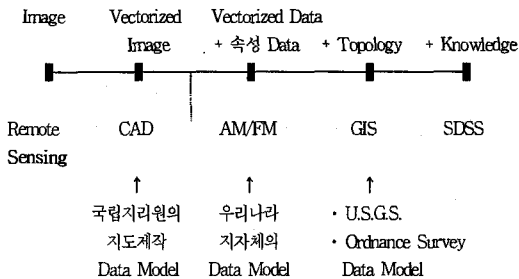 Image Vectorized Vectorized Data
Image + 속성 Data + Topology + Knowledge
Remote CAD AM/FM GIS SDSS
Sensing
↑ ↑ ↑
국립지리원의 우리나라 · U.S.G.S.
지도제작 지자체의 · Ordnance Survey
Data Model Data Model Data Model